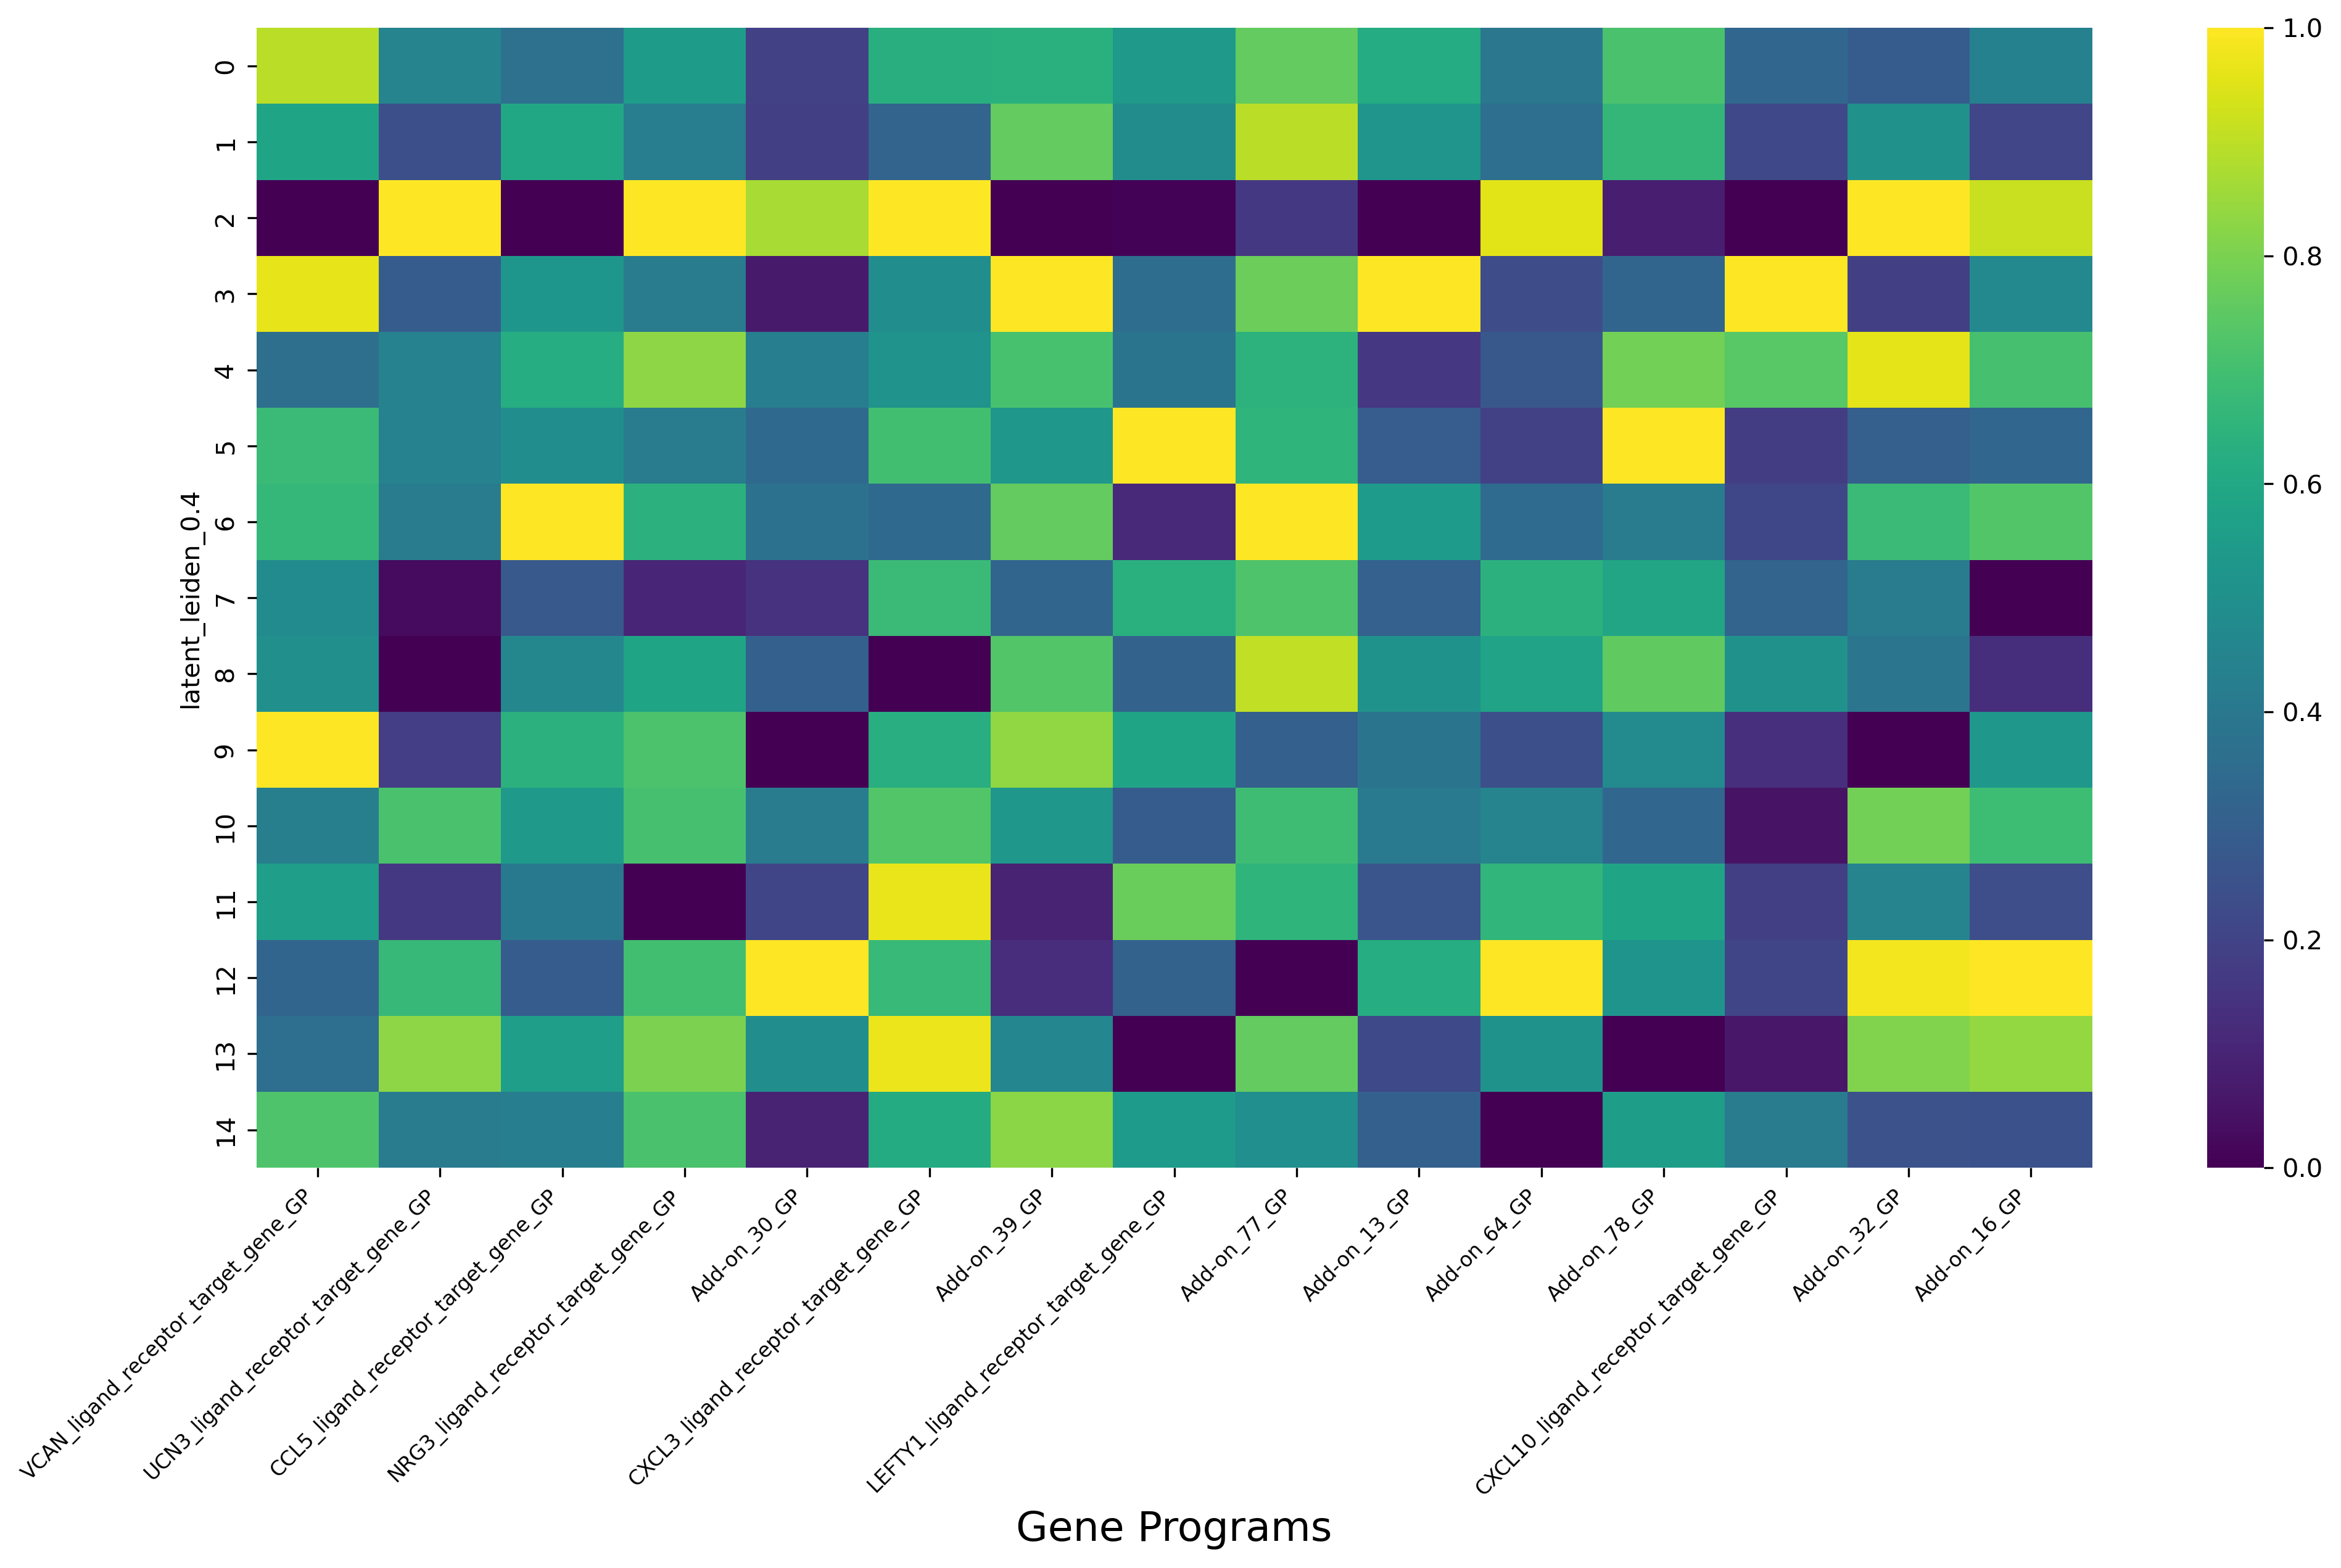 latent_leiden_0.4
0
1
2
3
4
5
6
7
8
9
10
11
12
13
14
VCAN_ligand_receptor_target_gene_GP
UCN3_ligand_receptor_target_gene_GP
CCL5_ligand_receptor_target_gene_GP
NRG3_ligand_receptor_target_gene_GP
Add-on_30_GP
CXCL3_ligand_receptor_target_gene_GP
Add-on_39_GP
LEFTY1_ligand_receptor_target_gene_GP
Add-on_77_GP
Add-on_13_GP
Add-on_64_GP
Add-on_78_GP
CXCL10_ligand_receptor_target_gene_GP
Add-on_32_GP
Add-on_16_GP
Gene Programs
1.0
0.8
0.6
0.4
0.2
0.0